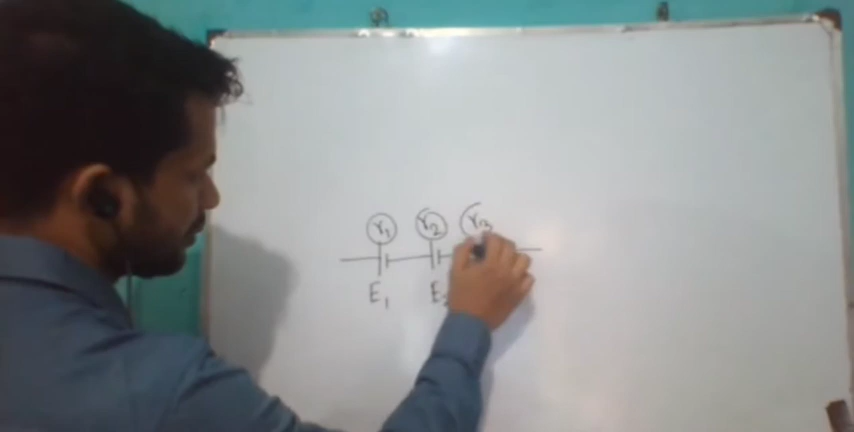 r₁ r₂ r₃
E₁ E₂